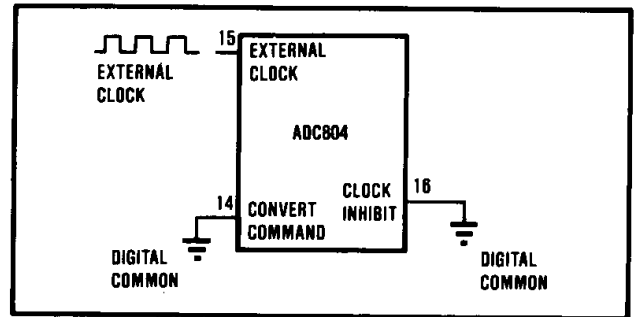 15
EXTERNAL
CLOCK
EXTERNAL
CLOCK
ADC804
14
CONVERT
COMMAND
CLOCK
INHIBIT
16
DIGITAL
COMMON
DIGITAL
COMMON